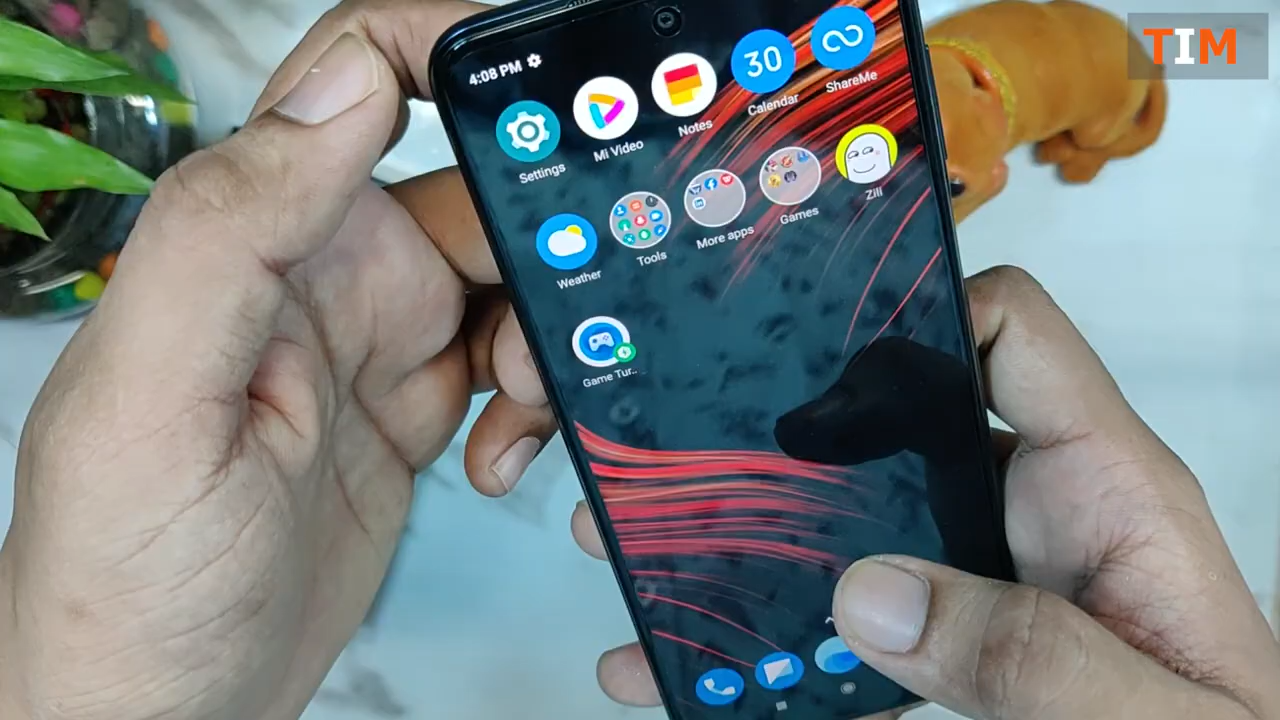 TIM
4:08 PM
Settings
Mi Video
Notes
30
Calendar
ShareMe
Weather
Tools
More apps
Games
Zili
Game Tur..